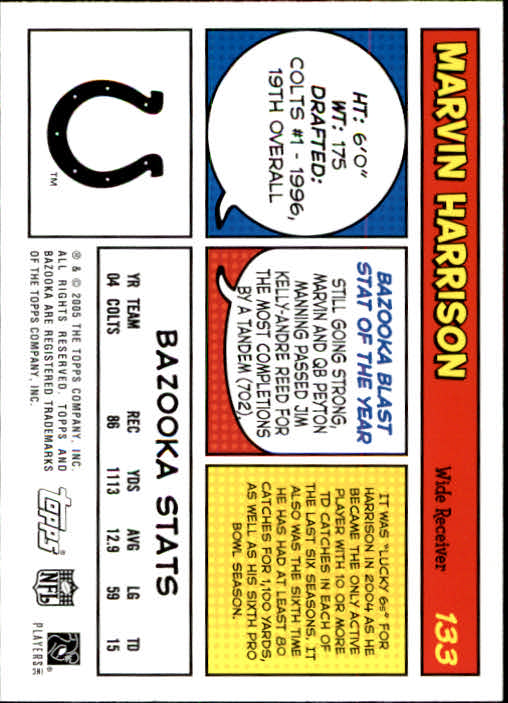 MARVIN HARRISON
Wide Receiver
133
HT: 6'0"
WT: 175
DRAFTED:
COLTS #1 - 1996,
19TH OVERALL
BAZOOKA BLAST
STAT OF THE YEAR
STILL GOING STRONG,
MARVIN AND QB PEYTON
MANNING PASSED JIM
KELLY-ANDRE REED FOR
THE MOST COMPLETIONS
BY A TANDEM (702).
IT WAS "LUCKY 6s" FOR
HARRISON IN 2004 AS HE
BECAME THE ONLY ACTIVE
PLAYER WITH 10 OR MORE
TD CATCHES IN EACH OF
THE LAST SIX SEASONS. IT
ALSO WAS THE SIXTH TIME
HE HAS HAD AT LEAST 80
CATCHES FOR 1,100 YARDS,
AS WELL AS HIS SIXTH PRO
BOWL SEASON.
TM
BAZOOKA STATS
YR TEAM REC YDS AVG LG TD
04 COLTS 86 1113 12.9 59 15
® & © 2005 THE TOPPS COMPANY, INC.
ALL RIGHTS RESERVED. TOPPS AND
BAZOOKA ARE REGISTERED TRADEMARKS
OF THE TOPPS COMPANY, INC.
topps®
NFL
PLAYERS INC